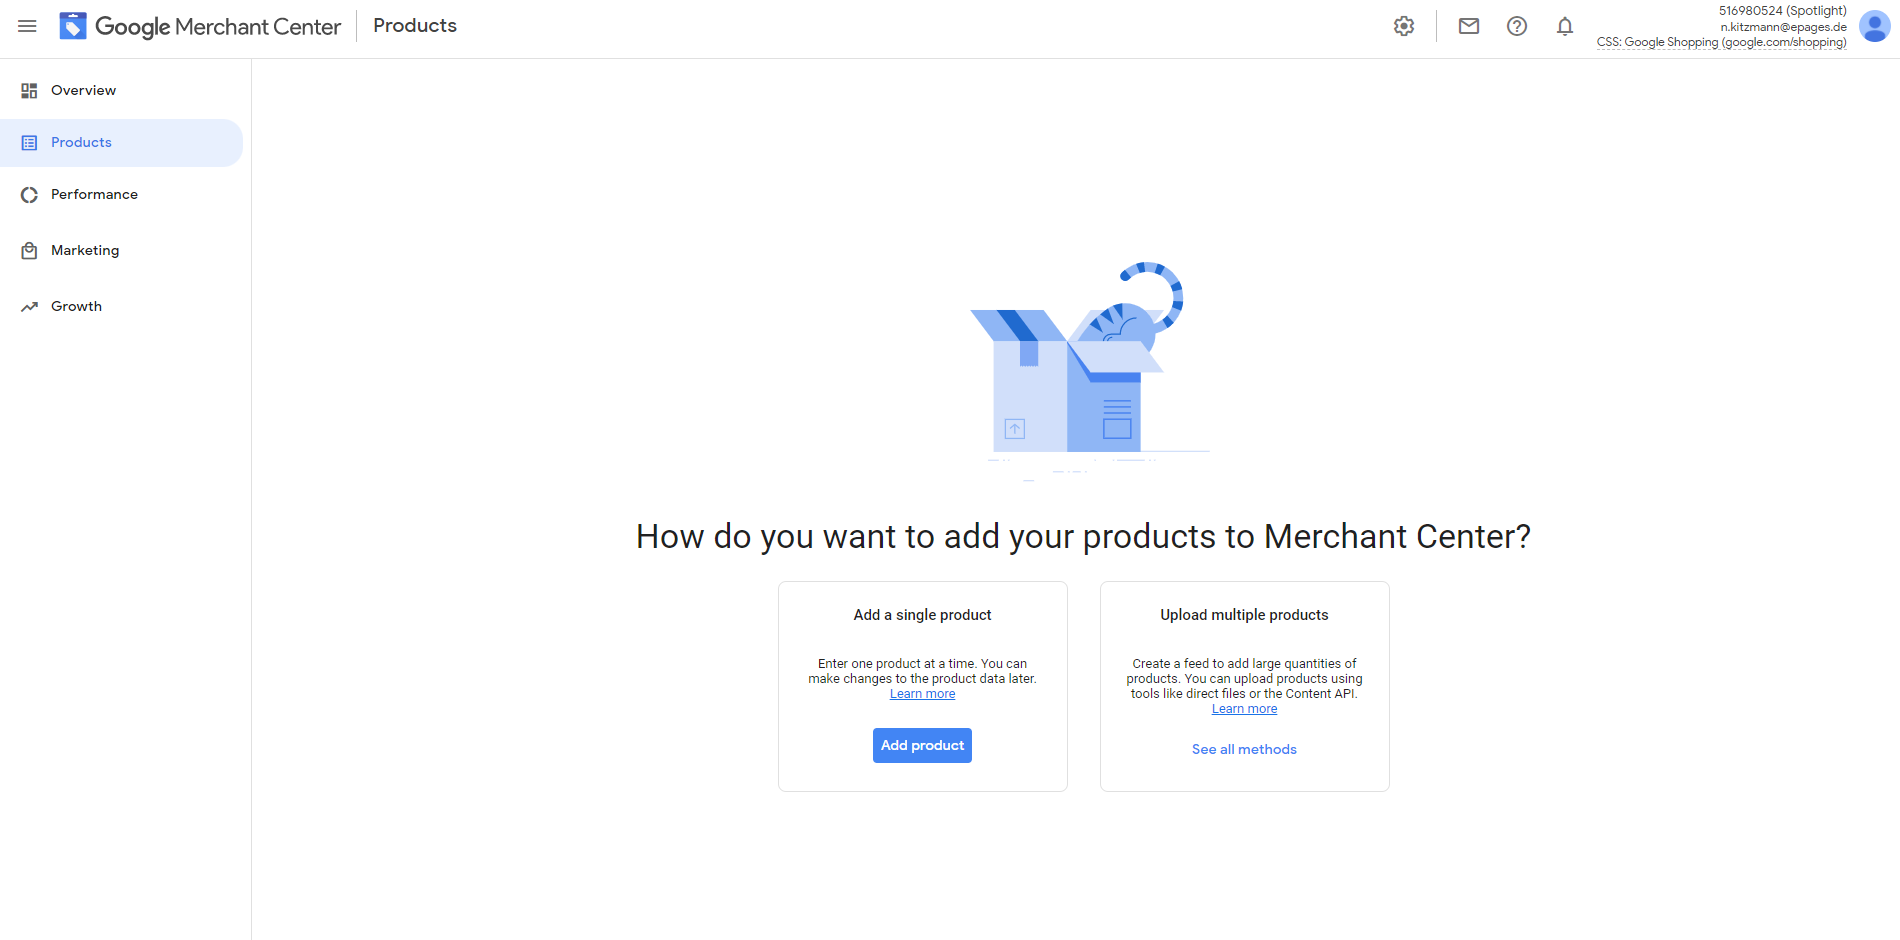 Google Merchant Center
Products
516980524 (Spotlight)
n.kitzmann@epages.de
CSS: Google Shopping (google.com/shopping)
Overview
Products
Performance
Marketing
Growth
How do you want to add your products to Merchant Center?
Add a single product
Enter one product at a time. You can
make changes to the product data later.
Learn more
Add product
Upload multiple products
Create a feed to add large quantities of
products. You can upload products using
tools like direct files or the Content API.
Learn more
See all methods